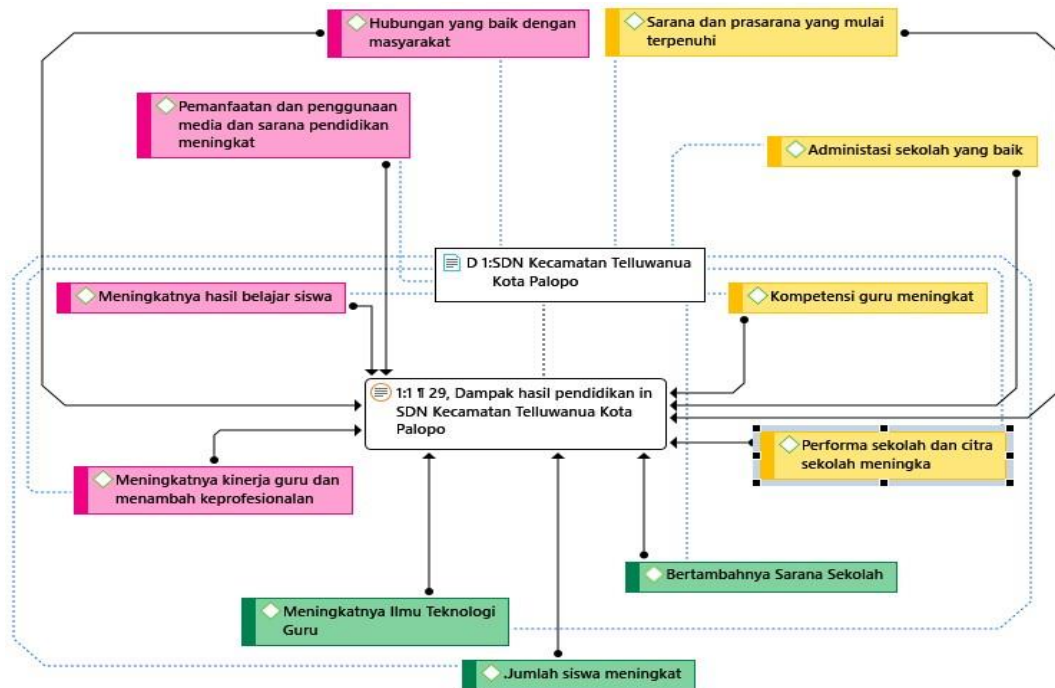 Hubungan yang baik dengan
masyarakat
Sarana dan prasarana yang mulai
terpenuhi
Pemanfaatan dan penggunaan
media dan sarana pendidikan
meningkat
Administasi sekolah yang baik
D 1:SDN Kecamatan Telluwanua
Kota Palopo
Meningkatnya hasil belajar siswa
Kompetensi guru meningkat
1:1 ¶ 29, Dampak hasil pendidikan in
SDN Kecamatan Telluwanua Kota
Palopo
Performa sekolah dan citra
sekolah meningka
Meningkatnya kinerja guru dan
menambah keprofesionalan
Bertambahnya Sarana Sekolah
Meningkatnya Ilmu Teknologi
Guru
.Jumlah siswa meningkat